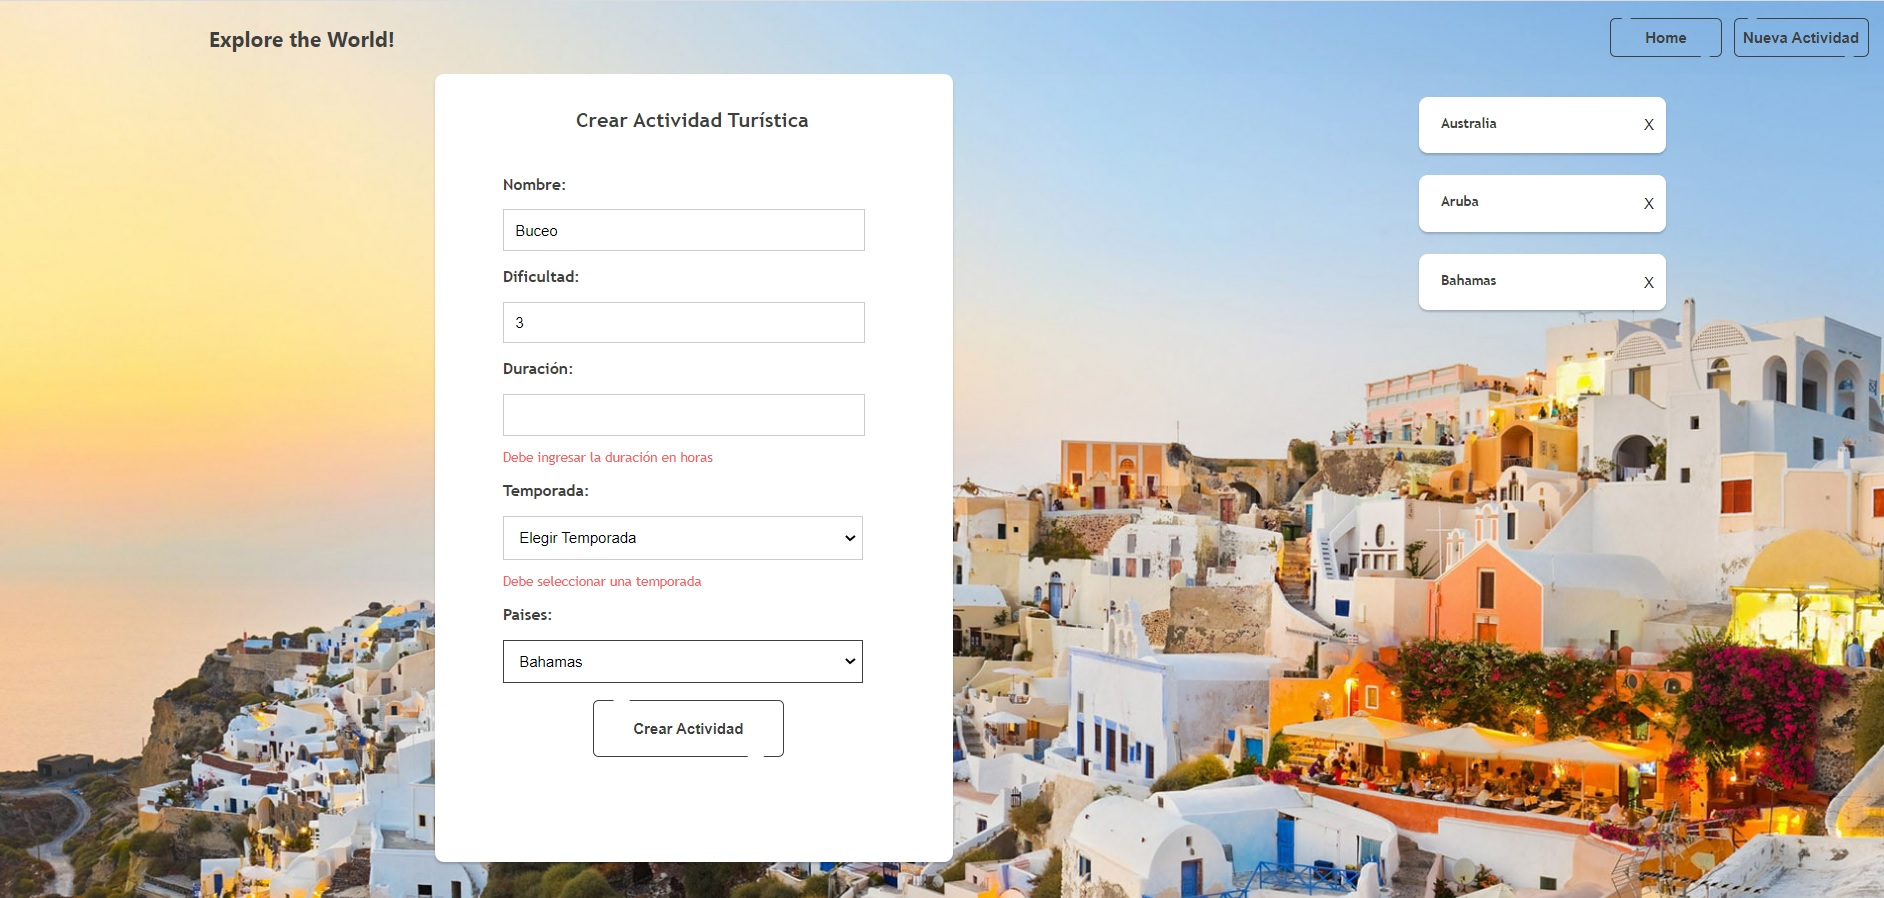 Explore the World!
Home
Nueva Actividad
Crear Actividad Turística
Nombre:
Buceo
Dificultad:
3
Duración:
Debe ingresar la duración en horas
Temporada:
Elegir Temporada
Debe seleccionar una temporada
Paises:
Bahamas
Crear Actividad
Australia X
Aruba X
Bahamas X